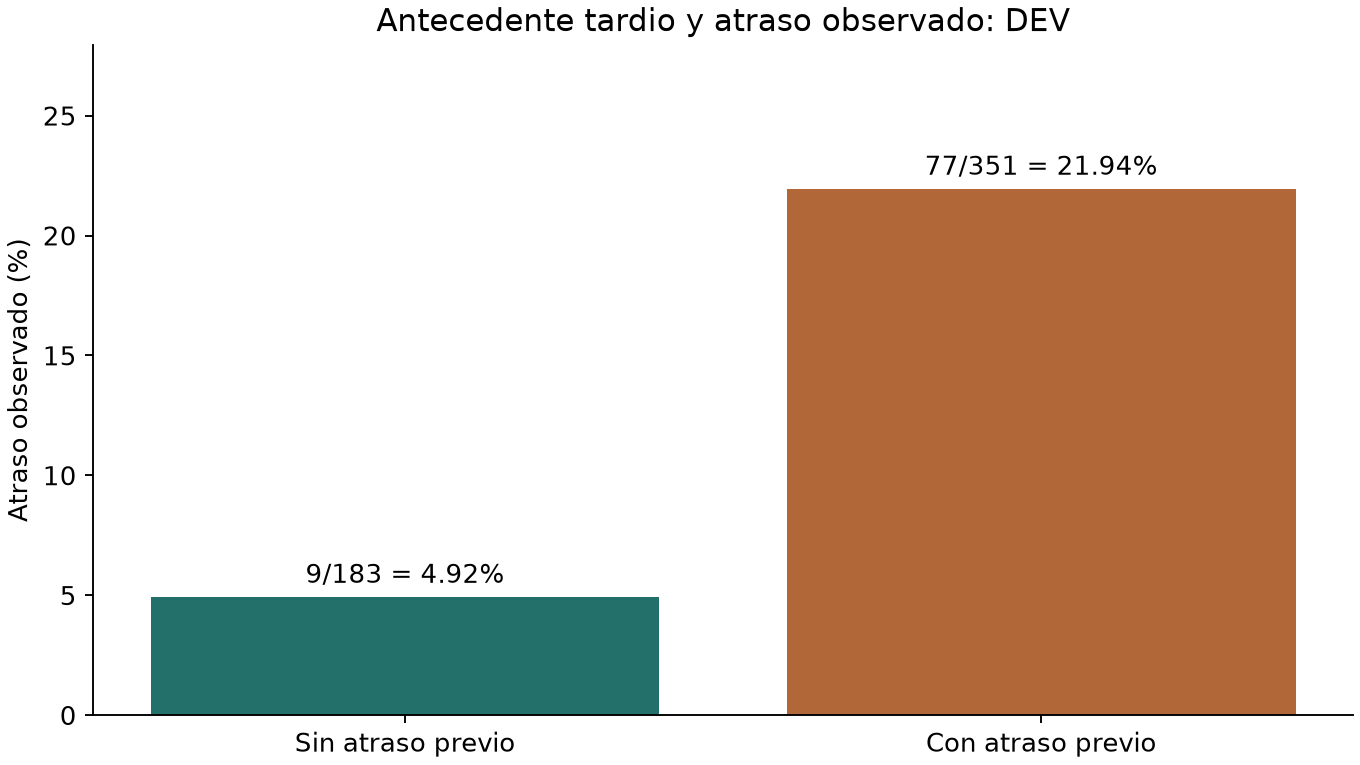 Antecedente tardio y atraso observado: DEV
Atraso observado (%)
25
20
15
10
5
0
77/351 = 21.94%
9/183 = 4.92%
Sin atraso previo
Con atraso previo